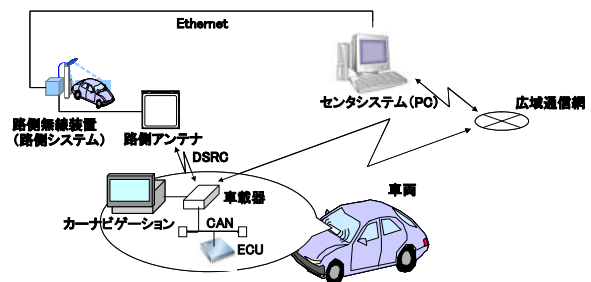 Ethernet
センタシステム(PC)
広域通信網
路側無線装置
(路側システム)
路側アンテナ
DSRC
車載器
車両
カーナビゲーション
CAN
ECU